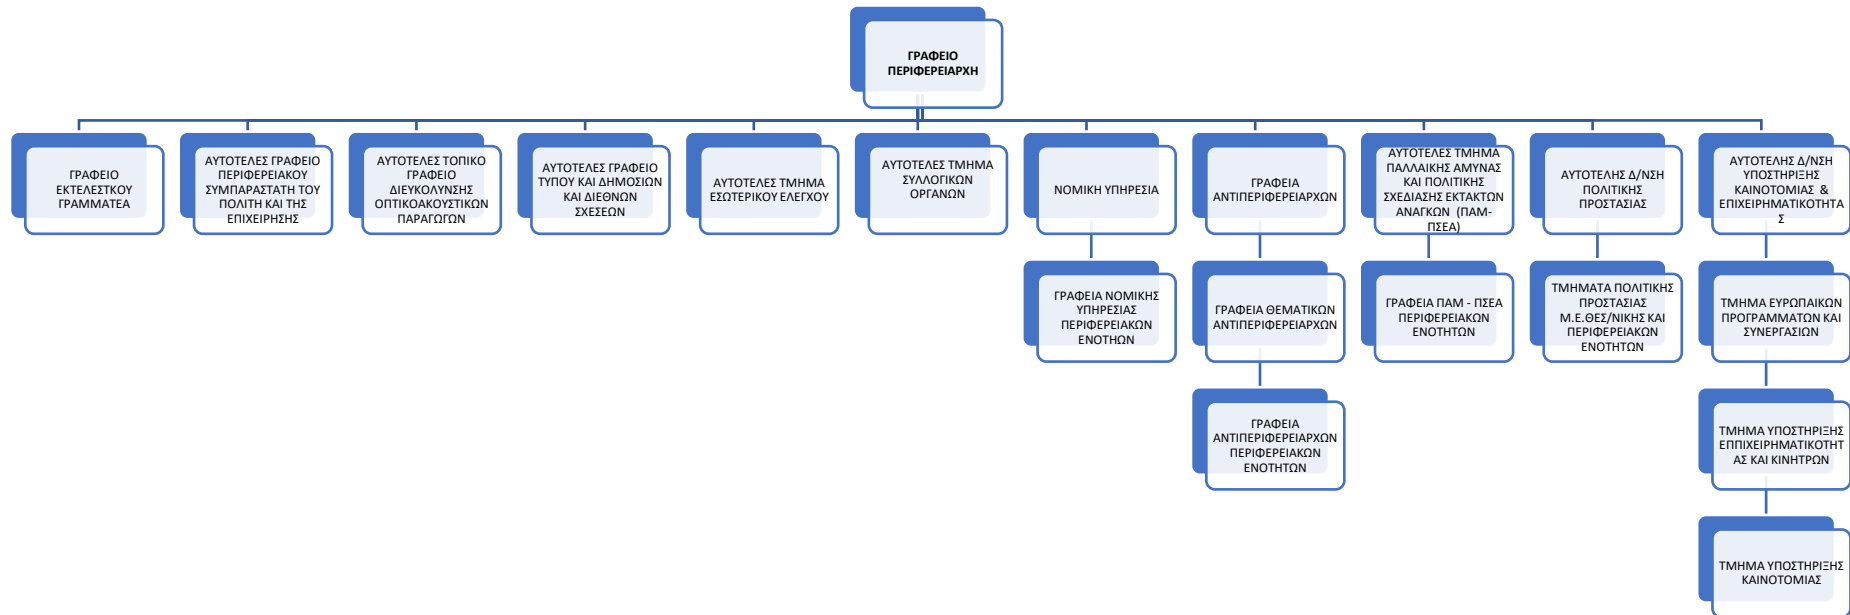 ΓΡΑΦΕΙΟ
ΠΕΡΙΦΕΡΕΙΑΡΧΗ
ΓΡΑΦΕΙΟ
ΕΚΤΕΛΕΣΤΚΟΥ
ΓΡΑΜΜΑΤΕΑ
ΑΥΤΟΤΕΛΕΣ ΓΡΑΦΕΙΟ
ΠΕΡΙΦΕΡΕΙΑΚΟΥ
ΣΥΜΠΑΡΑΣΤΑΤΗ ΤΟΥ
ΠΟΛΙΤΗ ΚΑΙ ΤΗΣ
ΕΠΙΧΕΙΡΗΣΗΣ
ΑΥΤΟΤΕΛΕΣ ΤΟΠΙΚΟ
ΓΡΑΦΕΙΟ
ΔΙΕΥΚΟΛΥΝΣΗΣ
ΟΠΤΙΚΟΑΚΟΥΣΤΙΚΩΝ
ΠΑΡΑΓΩΓΩΝ
ΑΥΤΟΤΕΛΕΣ ΓΡΑΦΕΙΟ
ΤΥΠΟΥ ΚΑΙ ΔΗΜΟΣΙΩΝ
ΚΑΙ ΔΙΕΘΝΩΝ
ΣΧΕΣΕΩΝ
ΑΥΤΟΤΕΛΕΣ ΤΜΗΜΑ
ΕΣΩΤΕΡΙΚΟΥ ΕΛΕΓΧΟΥ
ΑΥΤΟΤΕΛΕΣ ΤΜΗΜΑ
ΣΥΛΛΟΓΙΚΩΝ
ΟΡΓΑΝΩΝ
ΝΟΜΙΚΗ ΥΠΗΡΕΣΙΑ
ΓΡΑΦΕΙΑ
ΑΝΤΙΠΕΡΙΦΕΡΕΙΑΡΧΩΝ
ΑΥΤΟΤΕΛΕΣ ΤΜΗΜΑ
ΠΑΛΛΑΙΚΗΣ ΑΜΥΝΑΣ
ΚΑΙ ΠΟΛΙΤΙΚΗΣ
ΣΧΕΔΙΑΣΗΣ ΕΚΤΑΚΤΩΝ
ΑΝΑΓΚΩΝ (ΠΑΜ-
ΠΣΕΑ)
ΑΥΤΟΤΕΛΗΣ Δ/ΝΣΗ
ΠΟΛΙΤΙΚΗΣ
ΠΡΟΣΤΑΣΙΑΣ
ΑΥΤΟΤΕΛΗΣ Δ/ΝΣΗ
ΥΠΟΣΤΗΡΙΞΗΣ
ΚΑΙΝΟΤΟΜΙΑΣ &
ΕΠΙΧΕΙΡΗΜΑΤΙΚΟΤΗΤΑ
Σ
ΓΡΑΦΕΙΑ ΝΟΜΙΚΗΣ
ΥΠΗΡΕΣΙΑΣ
ΠΕΡΙΦΕΡΕΙΑΚΩΝ
ΕΝΟΤΗΩΝ
ΓΡΑΦΕΙΑ ΘΕΜΑΤΙΚΩΝ
ΑΝΤΙΠΕΡΙΦΕΡΕΙΑΡΧΩΝ
ΓΡΑΦΕΙΑ ΠΑΜ - ΠΣΕΑ
ΠΕΡΙΦΕΡΕΙΑΚΩΝ
ΕΝΟΤΗΤΩΝ
ΤΜΗΜΑΤΑ ΠΟΛΙΤΙΚΗΣ
ΠΡΟΣΤΑΣΙΑΣ
Μ.Ε.ΘΕΣ/ΝΙΚΗΣ ΚΑΙ
ΠΕΡΙΦΕΡΕΙΑΚΩΝ
ΕΝΟΤΗΤΩΝ
ΤΜΗΜΑ ΕΥΡΩΠΑΙΚΩΝ
ΠΡΟΓΡΑΜΜΑΤΩΝ ΚΑΙ
ΣΥΝΕΡΓΑΣΙΩΝ
ΓΡΑΦΕΙΑ
ΑΝΤΙΠΕΡΙΦΕΡΕΙΑΡΧΩΝ
ΠΕΡΙΦΕΡΕΙΑΚΩΝ
ΕΝΟΤΗΤΩΝ
ΤΜΗΜΑ ΥΠΟΣΤΗΡΙΞΗΣ
ΕΠΠΙΧΕΙΡΗΜΑΤΙΚΟΤΗΤ
ΑΣ ΚΑΙ ΚΙΝΗΤΡΩΝ
ΤΜΗΜΑ ΥΠΟΣΤΗΡΙΞΗΣ
ΚΑΙΝΟΤΟΜΙΑΣ